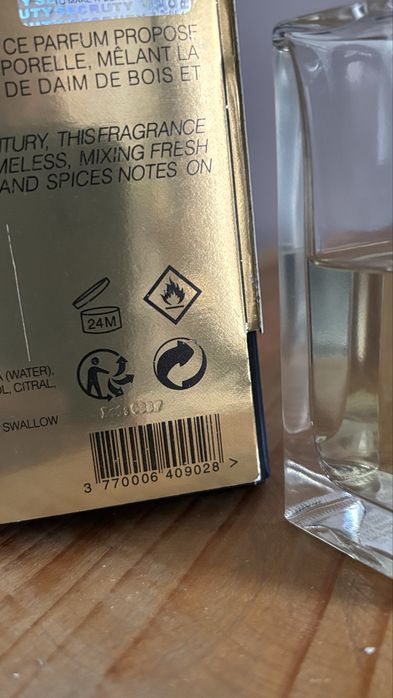 CE PARFUM PROPOSE
PORELLE, MÊLANT LA
DE DAIM DE BOIS ET
TURY, THIS FRAGRANCE
MELESS, MIXING FRESH
AND SPICES NOTES ON
24M
(WATER),
OL, CITRAL,
SWALLOW
3 770006 409028 >